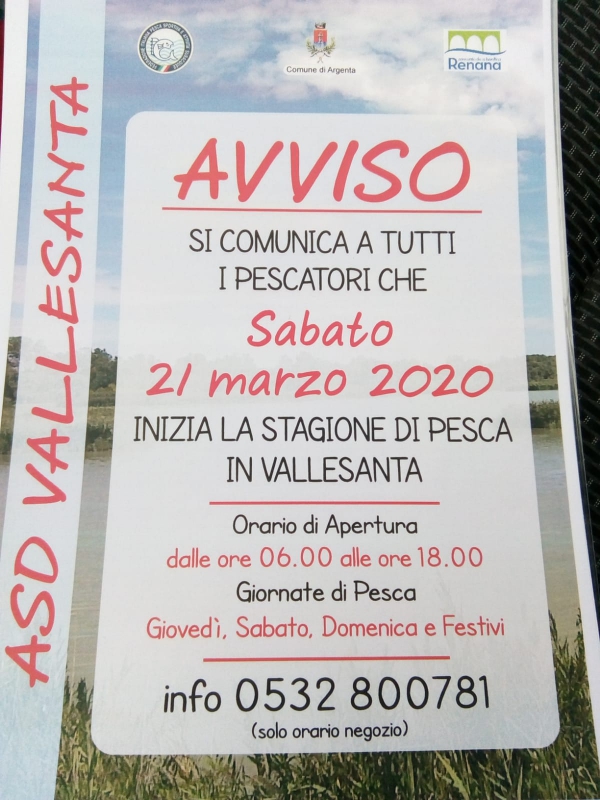 Comune di Argenta
Renana
ASD VALLESANTA
AVVISO
SI COMUNICA A TUTTI
I PESCATORI CHE
Sabato
21 marzo 2020
INIZIA LA STAGIONE DI PESCA
IN VALLESANTA
Orario di Apertura
dalle ore 06.00 alle ore 18.00
Giornate di Pesca
Giovedì, Sabato, Domenica e Festivi
info 0532 800781
(solo orario negozio)